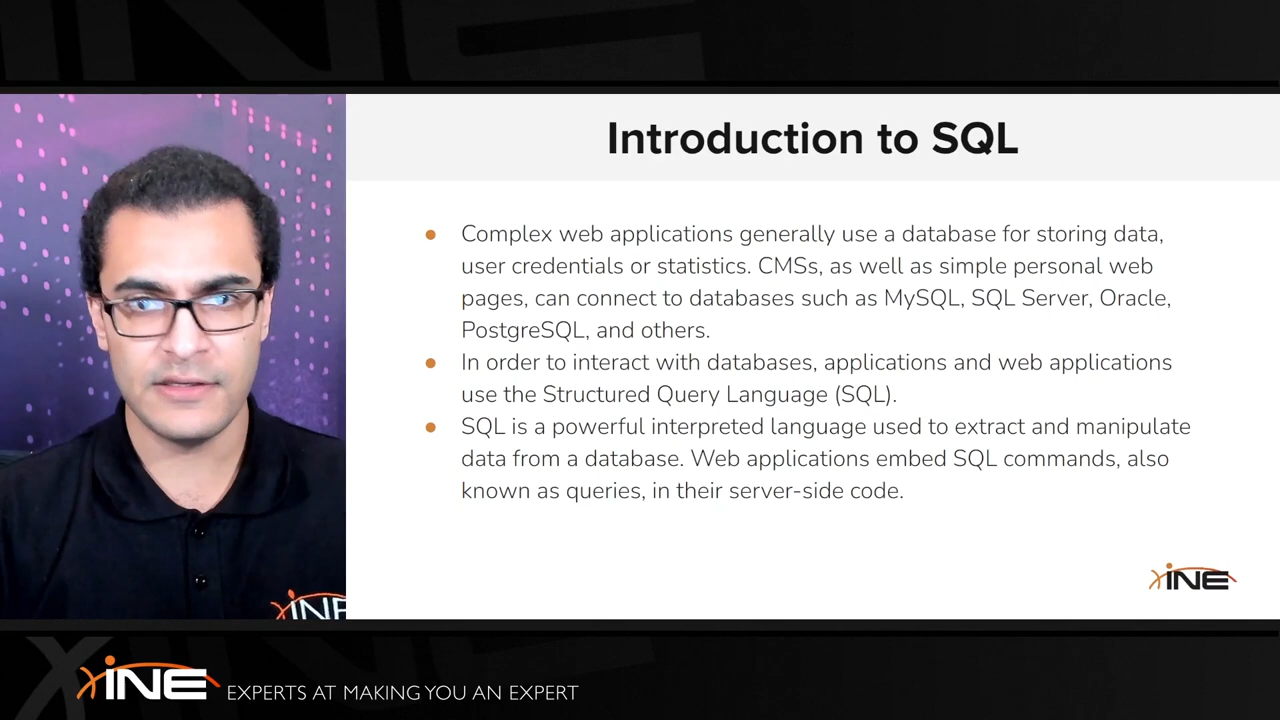 Introduction to SQL
● Complex web applications generally use a database for storing data,
user credentials or statistics. CMSs, as well as simple personal web
pages, can connect to databases such as MySQL, SQL Server, Oracle,
PostgreSQL, and others.
● In order to interact with databases, applications and web applications
use the Structured Query Language (SQL).
● SQL is a powerful interpreted language used to extract and manipulate
data from a database. Web applications embed SQL commands, also
known as queries, in their server-side code.
INE
INE
INE EXPERTS AT MAKING YOU AN EXPERT